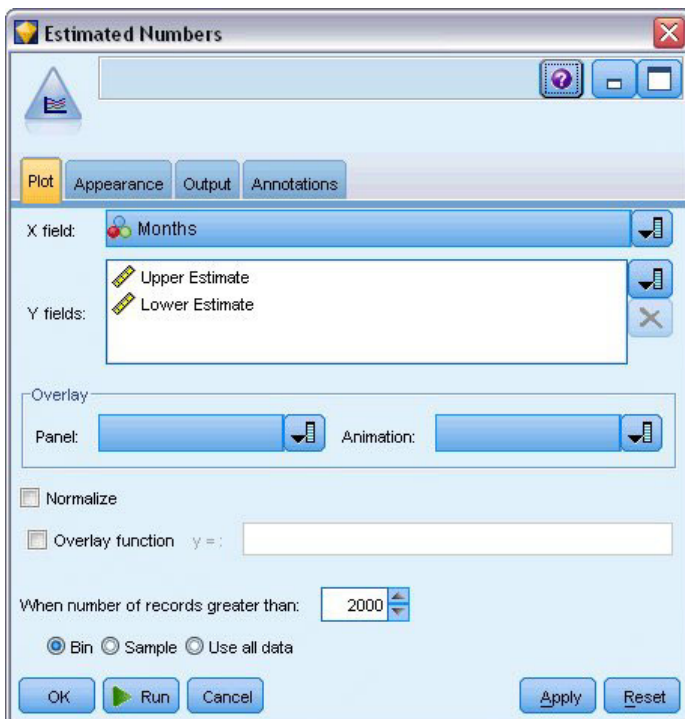 Estimated Numbers
Plot Appearance Output Annotations
X field: Months
Y fields: Upper Estimate
Lower Estimate
Overlay
Panel: Animation:
Normalize
Overlay function y = :
When number of records greater than: 2000
Bin Sample Use all data
OK Run Cancel Apply Reset